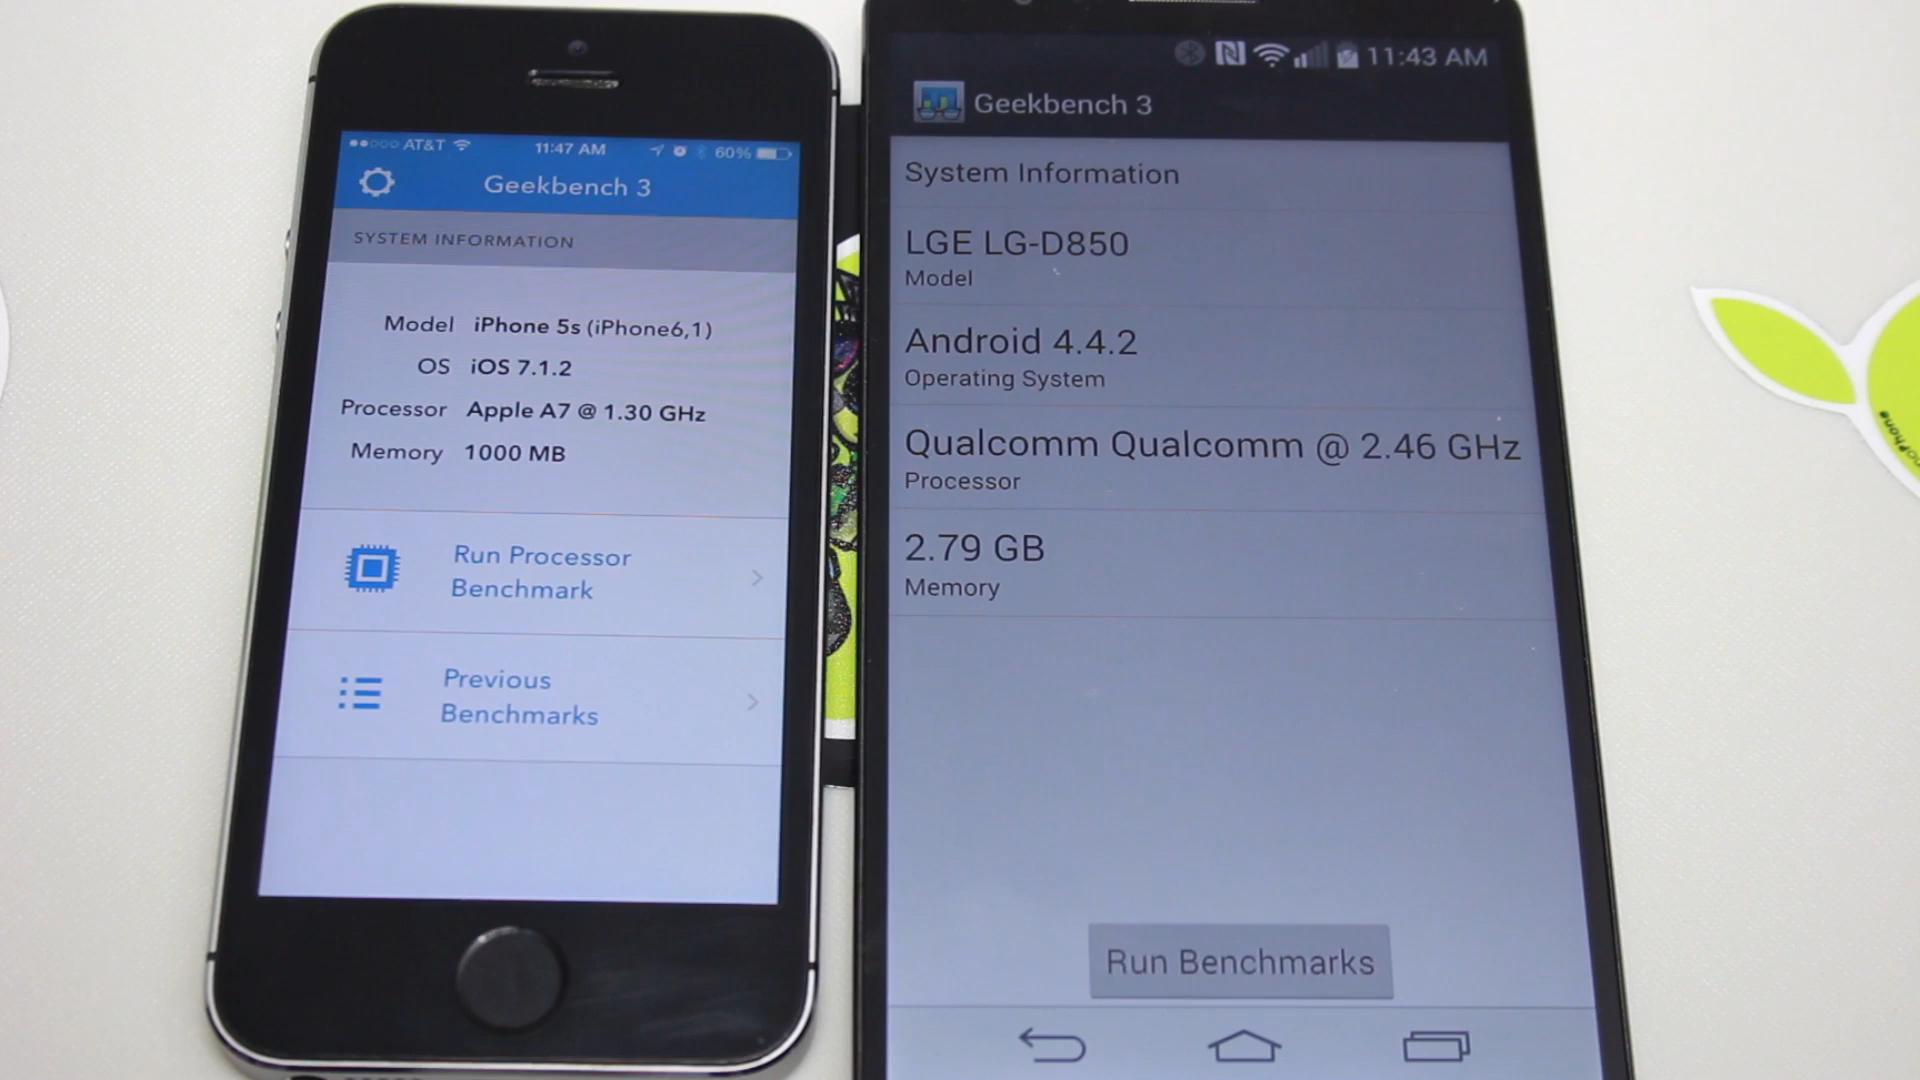 AT&T
11:47 AM
60%
Geekbench 3
SYSTEM INFORMATION
Model iPhone 5s (iPhone6,1)
OS iOS 7.1.2
Processor Apple A7 @ 1.30 GHz
Memory 1000 MB
Run Processor
Benchmark
Previous
Benchmarks
11:43 AM
Geekbench 3
System Information
LGE LG-D850
Model
Android 4.4.2
Operating System
Qualcomm Qualcomm @ 2.46 GHz
Processor
2.79 GB
Memory
Run Benchmarks